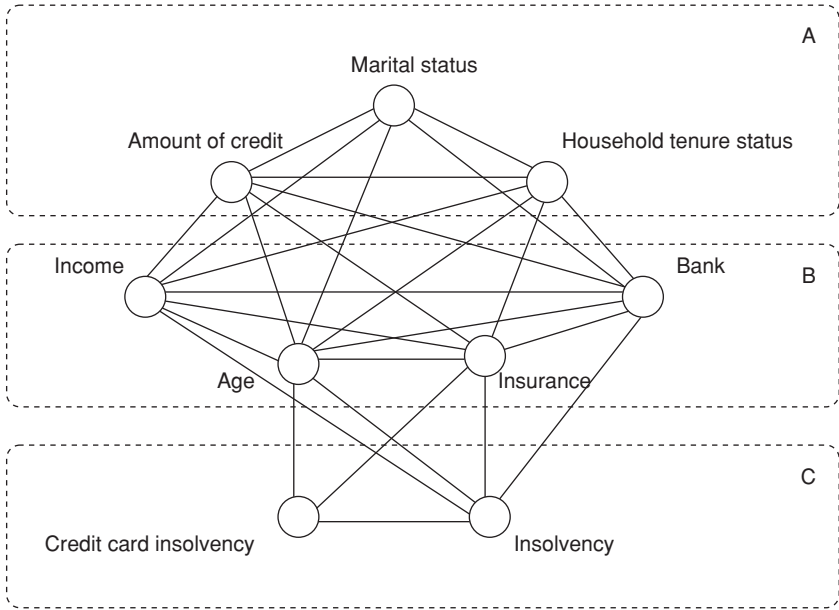 A
Marital status
Amount of credit
Household tenure status
Income
Bank
B
Age
Insurance
C
Credit card insolvency
Insolvency